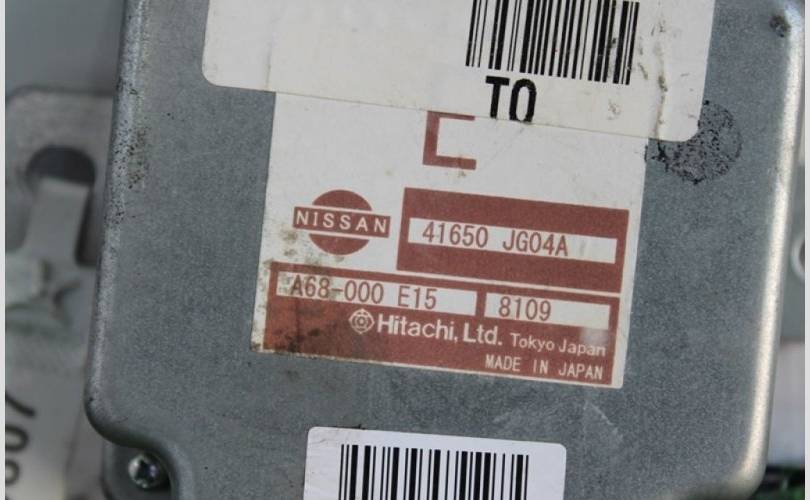 TO
E
NISSAN
41650 JG04A
A68-000 E15
8109
Hitachi, Ltd. Tokyo Japan
MADE IN JAPAN